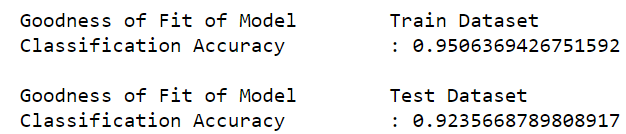 Goodness of Fit of Model Train Dataset
Classification Accuracy : 0.9506369426751592
Goodness of Fit of Model Test Dataset
Classification Accuracy : 0.9235668789808917